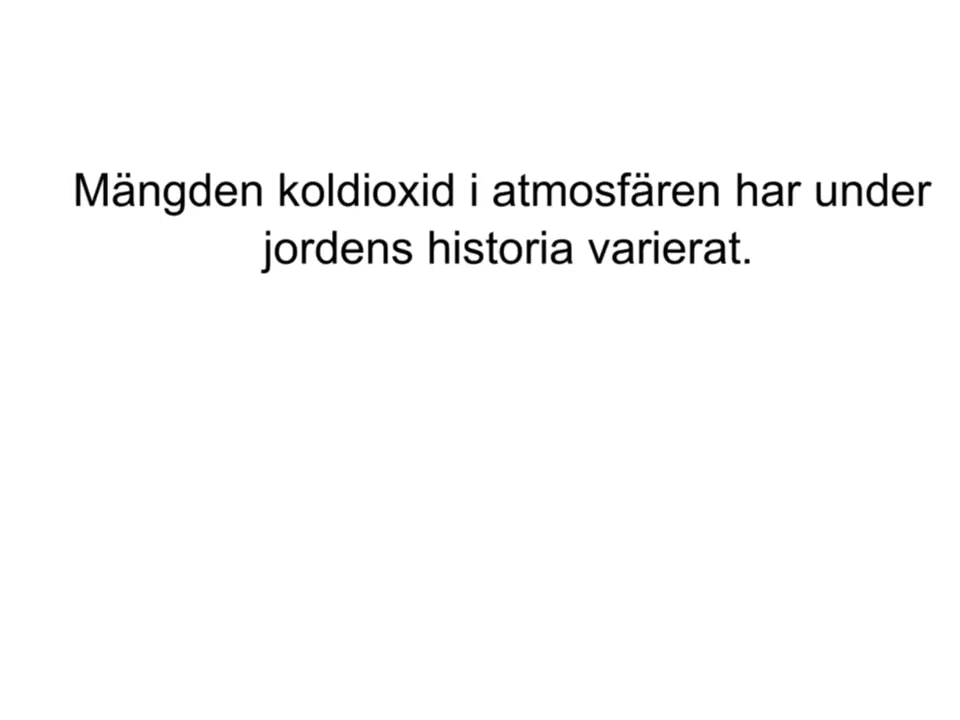 Mängden koldioxid i atmosfären har under
jordens historia varierat.